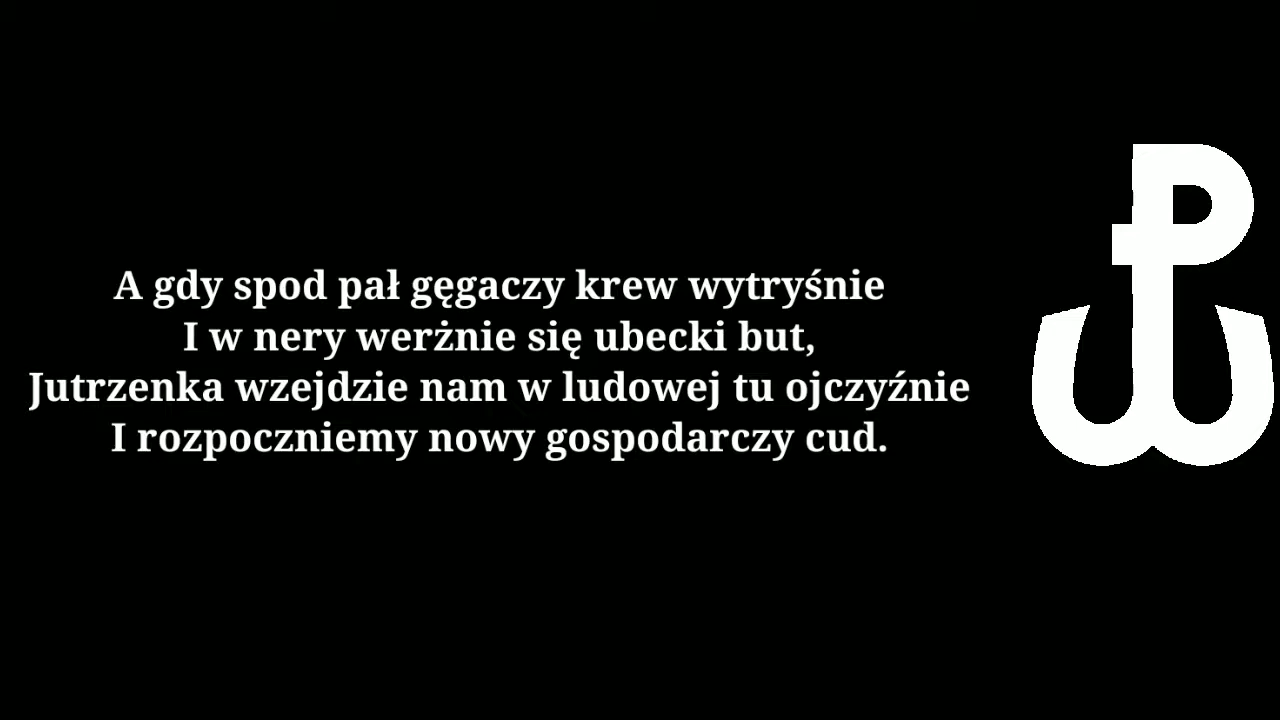 A gdy spod pał gęgaczy krew wytryśnie
I w nery werżnie się ubecki but,
Jutrzenka wzejdzie nam w ludowej tu ojczyźnie
I rozpoczniemy nowy gospodarczy cud.